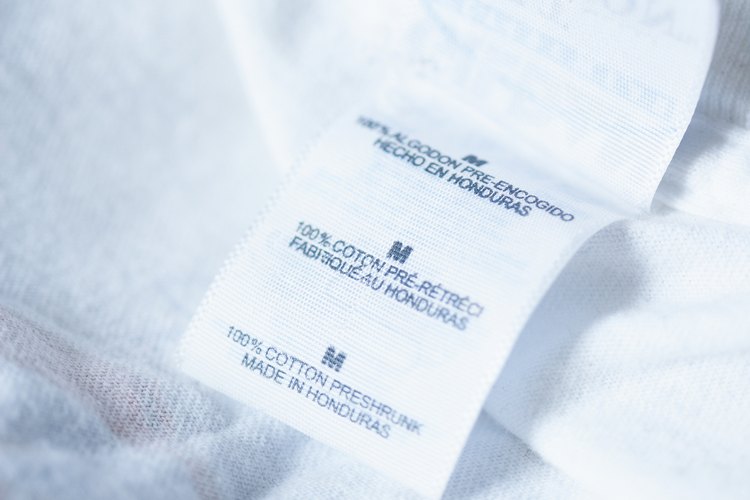 M
100% ALGODON PRE-ENCOGIDO
HECHO EN HONDURAS
M
100% COTON PRÉ-RÉTRÉCI
FABRIQUÉ AU HONDURAS
M
100% COTTON PRESHRUNK
MADE IN HONDURAS